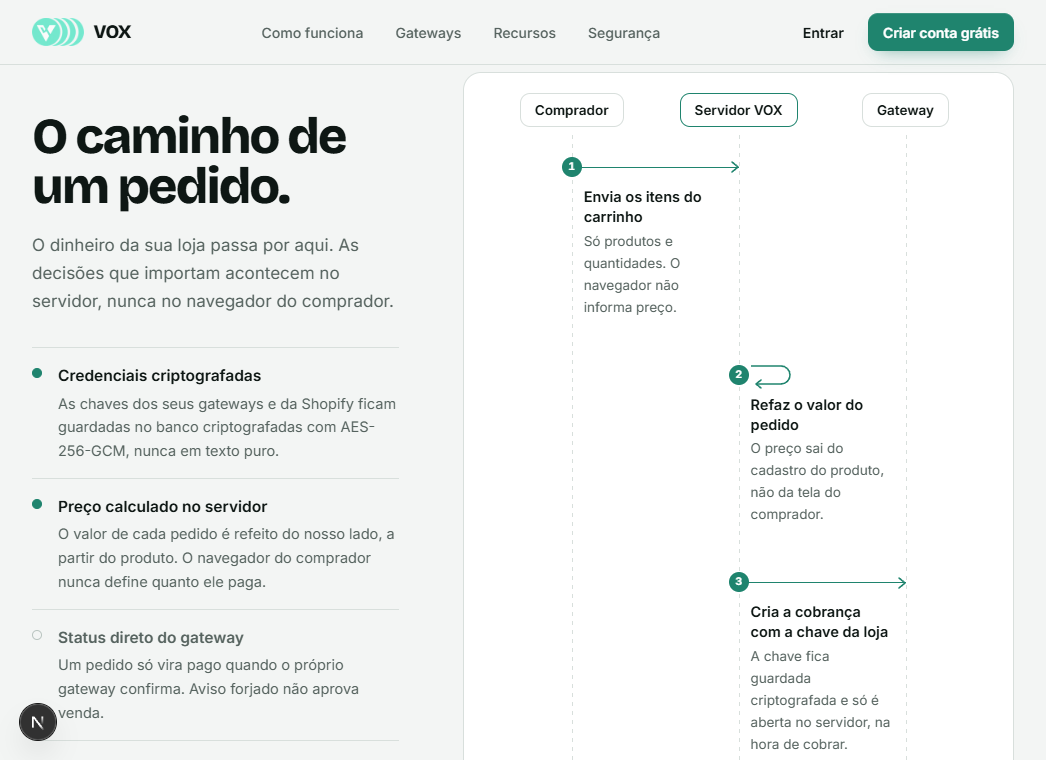 VOX
Como funciona
Gateways
Recursos
Segurança
Entrar
Criar conta grátis
O caminho de
um pedido.
O dinheiro da sua loja passa por aqui. As
decisões que importam acontecem no
servidor, nunca no navegador do comprador.
Credenciais criptografadas
As chaves dos seus gateways e da Shopify ficam
guardadas no banco criptografadas com AES-
256-GCM, nunca em texto puro.
Preço calculado no servidor
O valor de cada pedido é refeito do nosso lado, a
partir do produto. O navegador do comprador
nunca define quanto ele paga.
Status direto do gateway
Um pedido só vira pago quando o próprio
gateway confirma. Aviso forjado não aprova
venda.
N
Comprador
Servidor VOX
Gateway
1
Envia os itens do
carrinho
Só produtos e
quantidades. O
navegador não
informa preço.
2
Refaz o valor do
pedido
O preço sai do
cadastro do produto,
não da tela do
comprador.
3
Cria a cobrança
com a chave da loja
A chave fica
guardada
criptografada e só é
aberta no servidor, na
hora de cobrar.